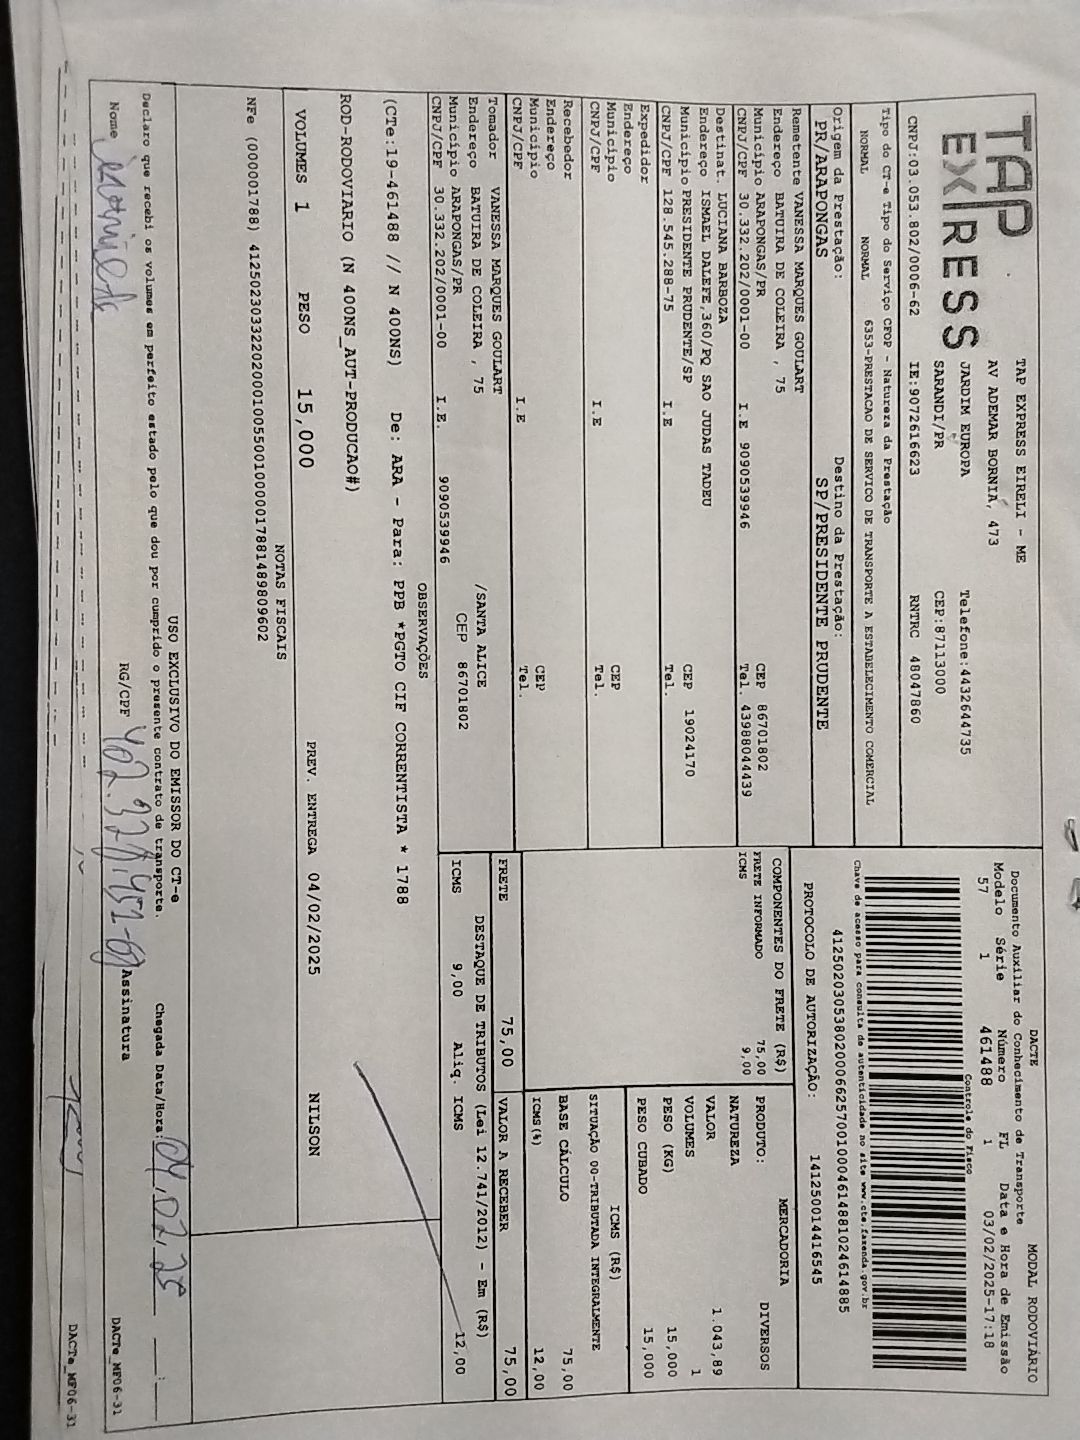 TAP
EXPRESS
TAP EXPRESS EIRELI - ME
AV ADEMAR BORNIA, 473
JARDIM EUROPA
SARANDI/PR
Telefone:4432644735
CEP:87113000
CNPJ:03.053.802/0006-62 IE:9072616623 RNTRC 48047860
Tipo do CT-e Tipo do Serviço CFOP - Natureza da Prestação
NORMAL NORMAL 6353-PRESTACAO DE SERVICO DE TRANSPORTE A ESTABELECIMENTO COMERCIAL
Origem da Prestação: Destino da Prestação:
PR/ARAPONGAS SP/PRESIDENTE PRUDENTE
Remetente VANESSA MARQUES GOULART
Endereço BATUIRA DE COLEIRA , 75
Município ARAPONGAS/PR CEP 86701802
CNPJ/CPF 30.332.202/0001-00 I.E 9090539946 Tel. 43988044439
Destinat. LUCIANA BARBOZA
Endereço ISMAEL DALEFE,360/PQ SAO JUDAS TADEU
Município PRESIDENTE PRUDENTE/SP CEP 19024170
CNPJ/CPF 128.545.288-75 I.E Tel.
Expedidor
Endereço
Município CEP
CNPJ/CPF I.E Tel.
Recebedor
Endereço
Município CEP
CNPJ/CPF I.E Tel.
Tomador VANESSA MARQUES GOULART
Endereço BATUIRA DE COLEIRA , 75 /SANTA ALICE
Município ARAPONGAS/PR CEP 86701802
CNPJ/CPF 30.332.202/0001-00 I.E. 9090539946
DACTE MODAL RODOVIÁRIO
Documento Auxiliar do Conhecimento de Transporte
Modelo Série Número FL Data e Hora de Emissão
57 1 461488 1 03/02/2025-17:18
Controle do Fisco
Chave de acesso para consulta de autenticidade no site www.cte.fazenda.gov.br
41250203053802000662570010004614881024614885
PROTOCOLO DE AUTORIZAÇÃO: 141250014416545
COMPONENTES DO FRETE (R$)
FRETE INFORMADO 75,00
ICMS 9,00
MERCADORIA
PRODUTO: DIVERSOS
NATUREZA
VALOR 1.043,89
VOLUMES 1
PESO (KG) 15,000
PESO CUBADO 15,000
ICMS (R$)
SITUAÇÃO 00-TRIBUTADA INTEGRALMENTE
BASE CÁLCULO 75,00
ICMS(%) 12,00
FRETE 75,00 VALOR A RECEBER 75,00
DESTAQUE DE TRIBUTOS (Lei 12.741/2012) - Em (R$)
ICMS 9,00 Aliq. ICMS 12,00
OBSERVAÇÕES
(CTe:19-461488 // N 400NS) De: ARA - Para: PPB *PGTO CIF CORRENTISTA * 1788
ROD-RODOVIARIO (N 400NS_AUT-PRODUCAO#)
VOLUMES 1 PESO 15,000 PREV. ENTREGA 04/02/2025 NILSON
NOTAS FISCAIS
NFe (000001788) 41250230332202000100550010000017881489809602
USO EXCLUSIVO DO EMISSOR DO CT-e
Declaro que recebi os volumes em perfeito estado pelo que dou por cumprido o presente contrato de transporte. Chegada Data/Hora: 04.02.25
Nome RG/CPF Assinatura
DACTe_MF06-31
DACTe_MF06-31